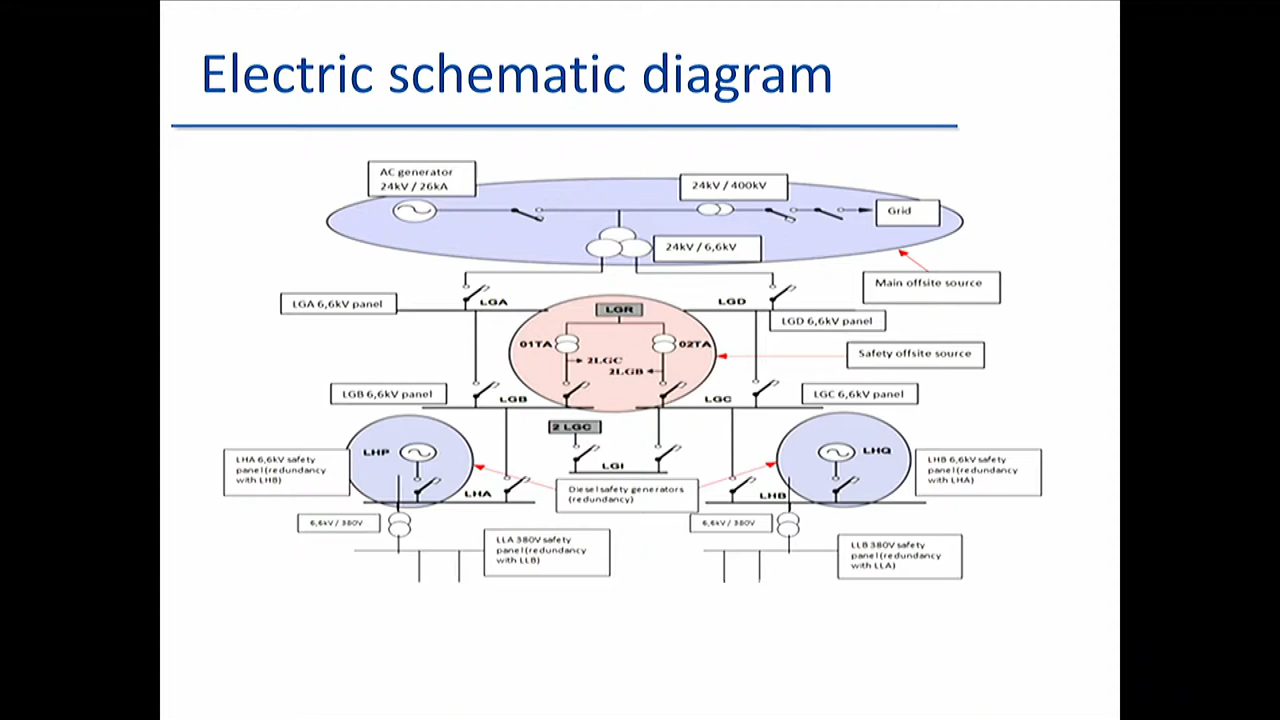 Electric schematic diagram
AC generator
24kV / 26kA
24kV / 400kV
Grid
24kV / 6,6kV
Main offsite source
LGA 6,6kV panel
LGA
LGR
LGD
LGD 6,6kV panel
01TA
02TA
2LGC
2LGB
Safety offsite source
LGB 6,6kV panel
LGB
LGC
LGC 6,6kV panel
2 LGC
LGI
LHP
LHQ
LHA 6,6kV safety
panel (redundancy
with LHB)
LHA
Diesel safety generators
(redundancy)
LHB
LHB 6,6kV safety
panel (redundancy
with LHA)
6,6kV / 380V
6,6kV / 380V
LLA 380V safety
panel (redundancy
with LLB)
LLB 380V safety
panel (redundancy
with LLA)